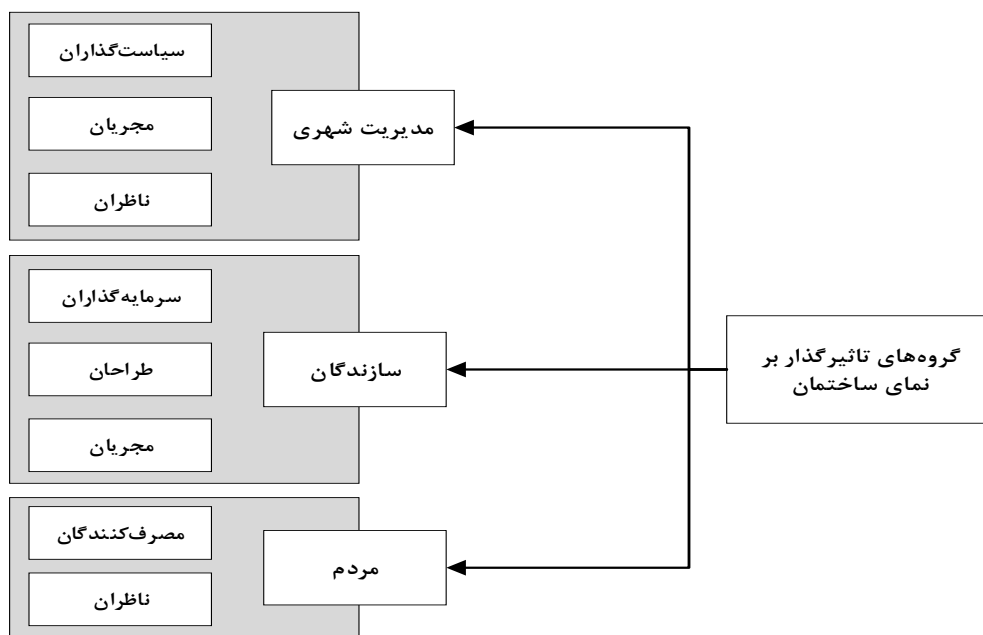 گروه‌های تاثیرگذار بر
نمای ساختمان
مدیریت شهری
سیاست‌گذاران
مجریان
ناظران
سازندگان
سرمایه‌گذاران
طراحان
مجریان
مردم
مصرف‌کنندگان
ناظران